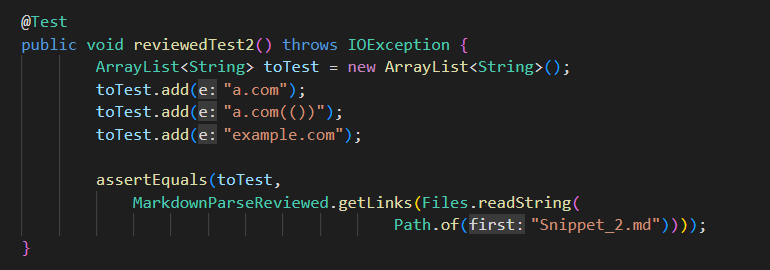 @Test
public void reviewedTest2() throws IOException {
ArrayList<String> toTest = new ArrayList<String>();
toTest.add(e: "a.com");
toTest.add(e: "a.com(())");
toTest.add(e: "example.com");
assertEquals(toTest,
MarkdownParseReviewed.getLinks(Files.readString(
Path.of(first: "Snippet_2.md"))));
}